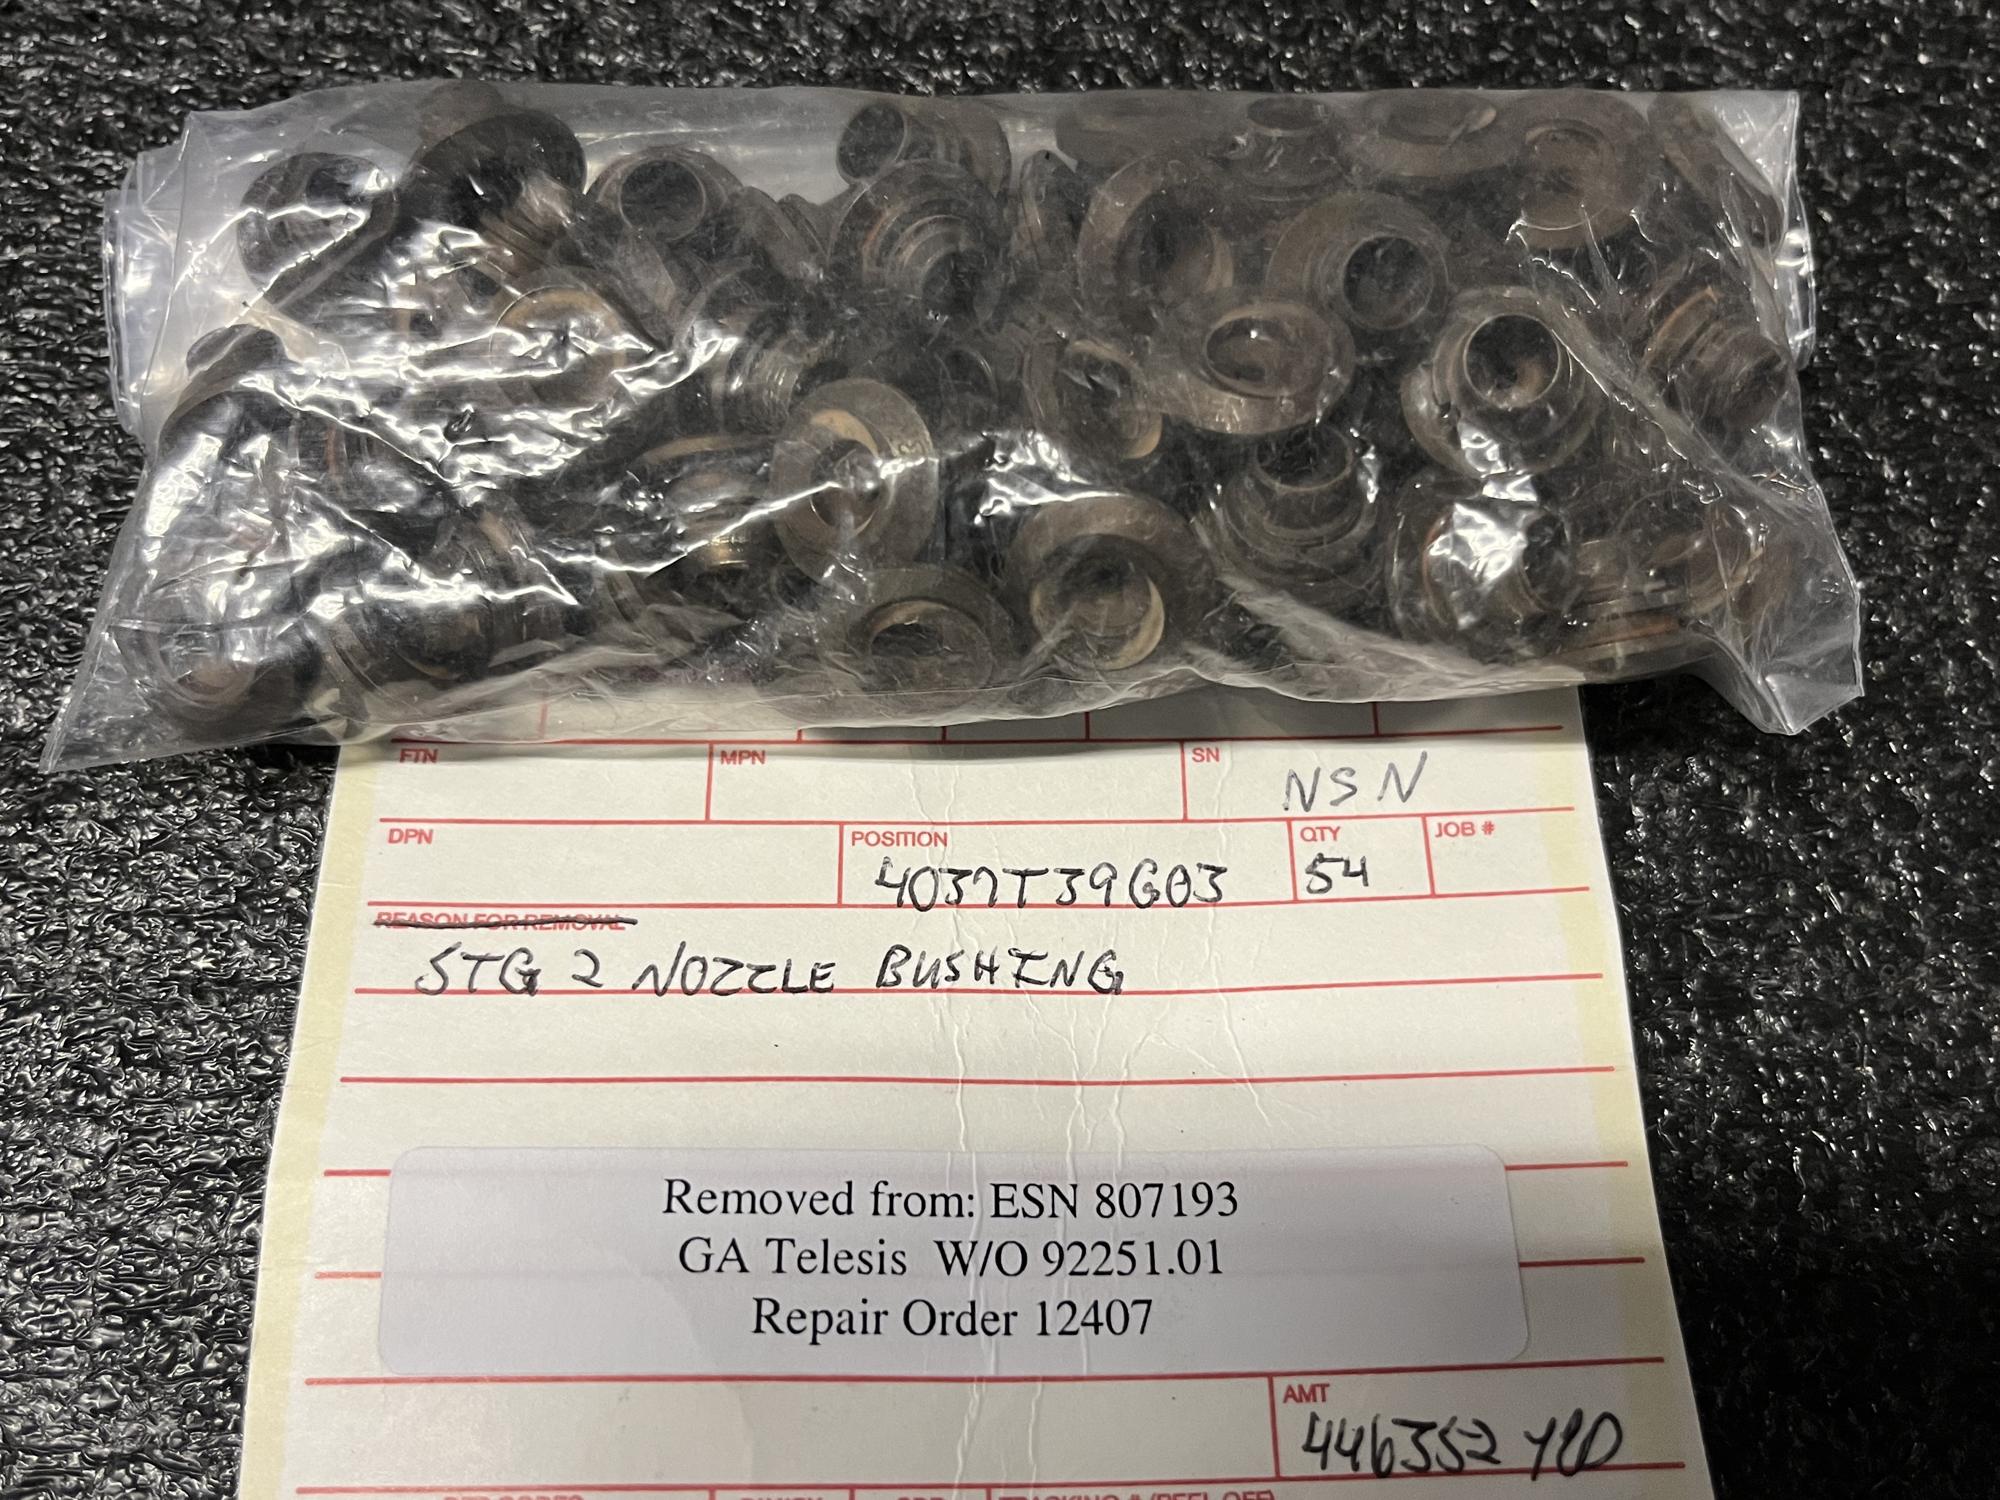 FTN MPN SN NSN
DPN POSITION 4037T39G03 QTY 54 JOB #
REASON FOR REMOVAL
STG 2 NOZZLE BUSHING
Removed from: ESN 807193
GA Telesis W/O 92251.01
Repair Order 12407
AMT
446352